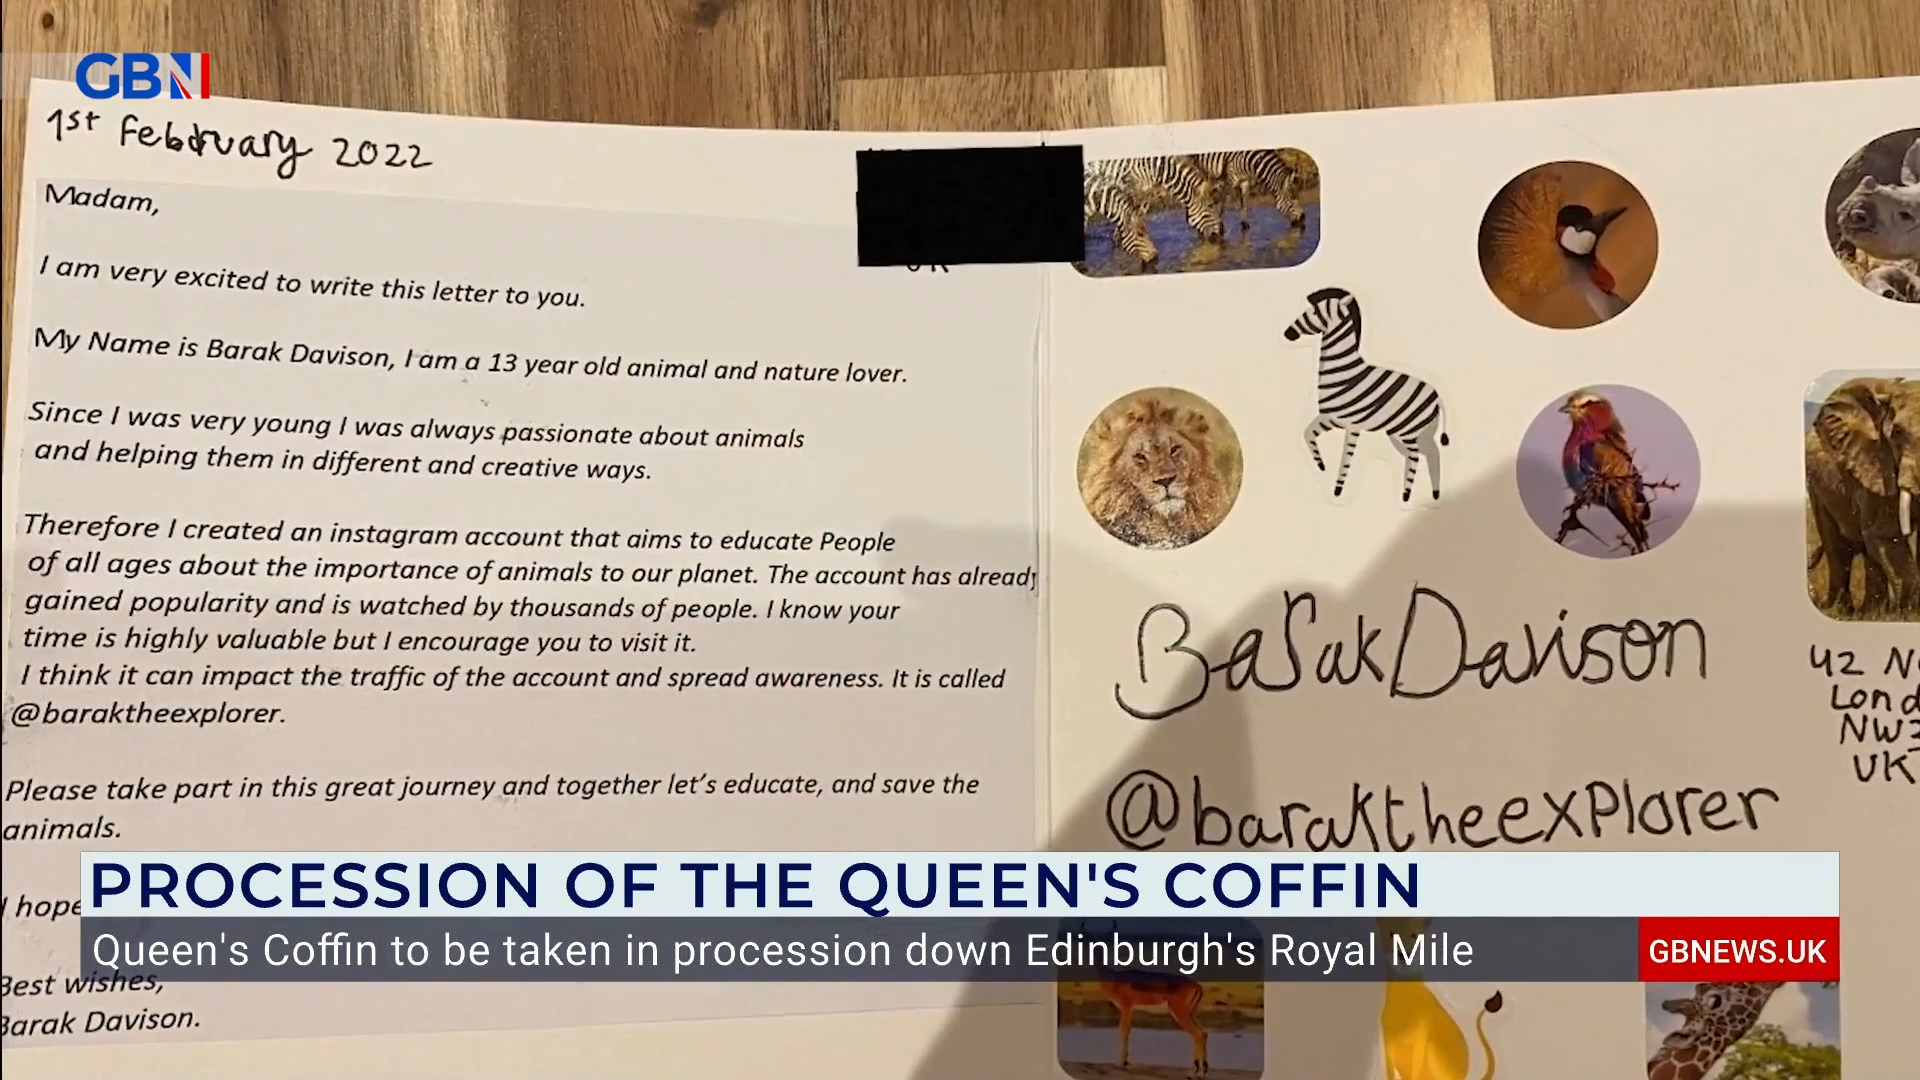 GBN
1st February 2022
Madam,
I am very excited to write this letter to you.
My Name is Barak Davison, I am a 13 year old animal and nature lover.
Since I was very young I was always passionate about animals
and helping them in different and creative ways.
Therefore I created an instagram account that aims to educate People
of all ages about the importance of animals to our planet. The account has already
gained popularity and is watched by thousands of people. I know your
time is highly valuable but I encourage you to visit it.
I think it can impact the traffic of the account and spread awareness. It is called
@baraktheexplorer.
Please take part in this great journey and together let's educate, and save the
animals.
I hope
Best wishes,
Barak Davison.
Barak Davison
@baraktheexplorer
42 N
Lond
NW3
UK
PROCESSION OF THE QUEEN'S COFFIN
Queen's Coffin to be taken in procession down Edinburgh's Royal Mile
GBNEWS.UK